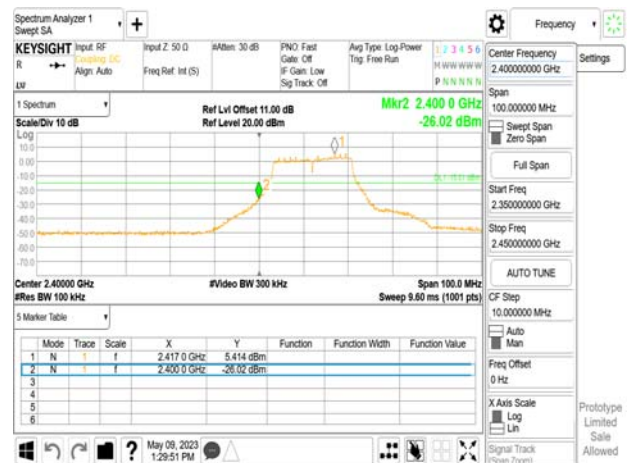 Spectrum Analyzer 1
Swept SA
+
Frequency
KEYSIGHT
R
LXI
Input: RF
Coupling: DC
Align: Auto
Input Z: 50 Ω
Freq Ref: Int (S)
#Atten: 30 dB
PNO: Fast
Gate: Off
IF Gain: Low
Sig Track: Off
Avg Type: Log-Power
Trig: Free Run
1 2 3 4 5 6
M W W W W W
P N N N N N
1 Spectrum
Scale/Div 10 dB
Log
Ref Lvl Offset 11.00 dB
Ref Level 20.00 dBm
Mkr2 2.400 0 GHz
-26.02 dBm
10.0
0.00
-10.0
-20.0
-30.0
-40.0
-50.0
-60.0
-70.0
1
2
Center 2.40000 GHz
#Res BW 100 kHz
#Video BW 300 kHz
Span 100.0 MHz
Sweep 9.60 ms (1001 pts)
5 Marker Table
Mode Trace Scale X Y Function Function Width Function Value
1 N 1 f 2.417 0 GHz 5.414 dBm
2 N 1 f 2.400 0 GHz -26.02 dBm
3
4
5
6
? May 09, 2023
1:29:51 PM
Center Frequency
2.400000000 GHz
Settings
Span
100.000000 MHz
Swept Span
Zero Span
Full Span
Start Freq
2.350000000 GHz
Stop Freq
2.450000000 GHz
AUTO TUNE
CF Step
10.000000 MHz
Auto
Man
Freq Offset
0 Hz
X Axis Scale
Log
Lin
Signal Track
(Span Zoom)
Prototype
Limited
Sale
Allowed